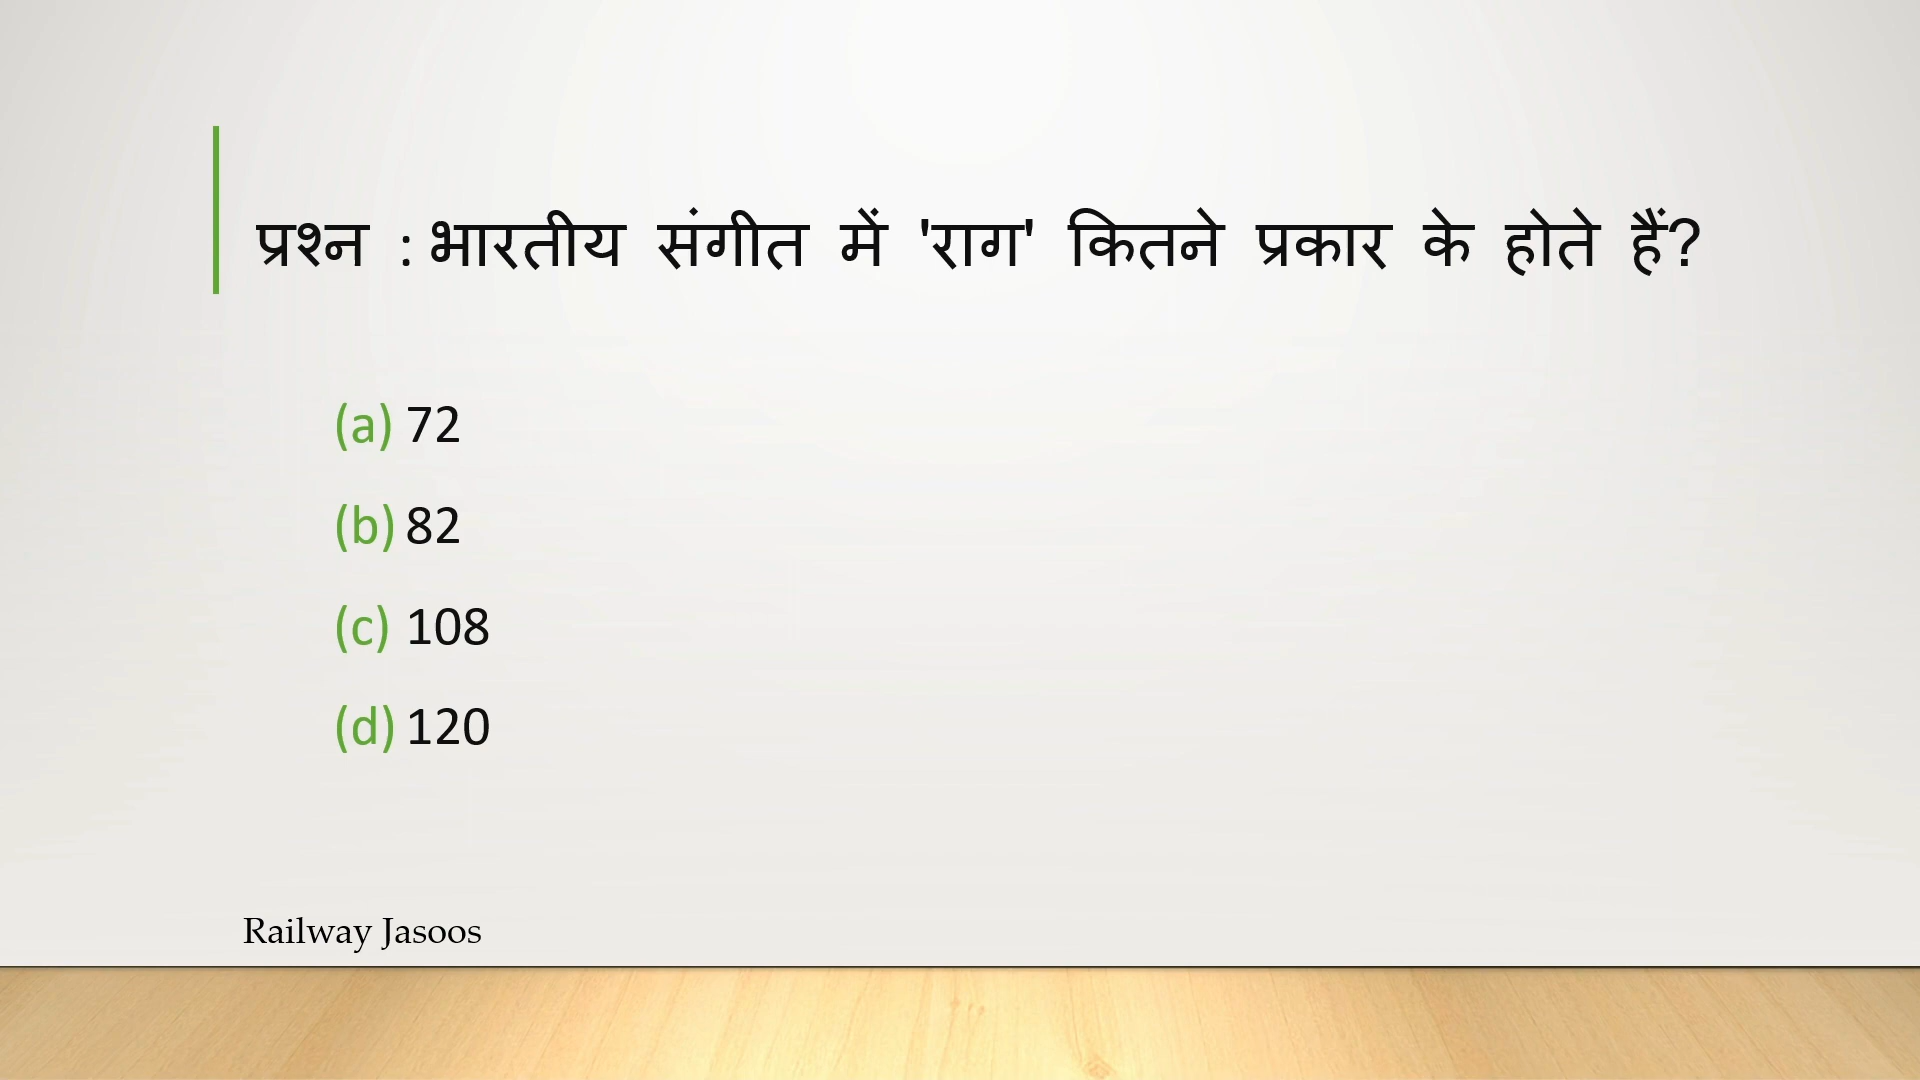 प्रश्न : भारतीय संगीत में 'राग' कितने प्रकार के होते हैं?
(a) 72
(b) 82
(c) 108
(d) 120
Railway Jasoos